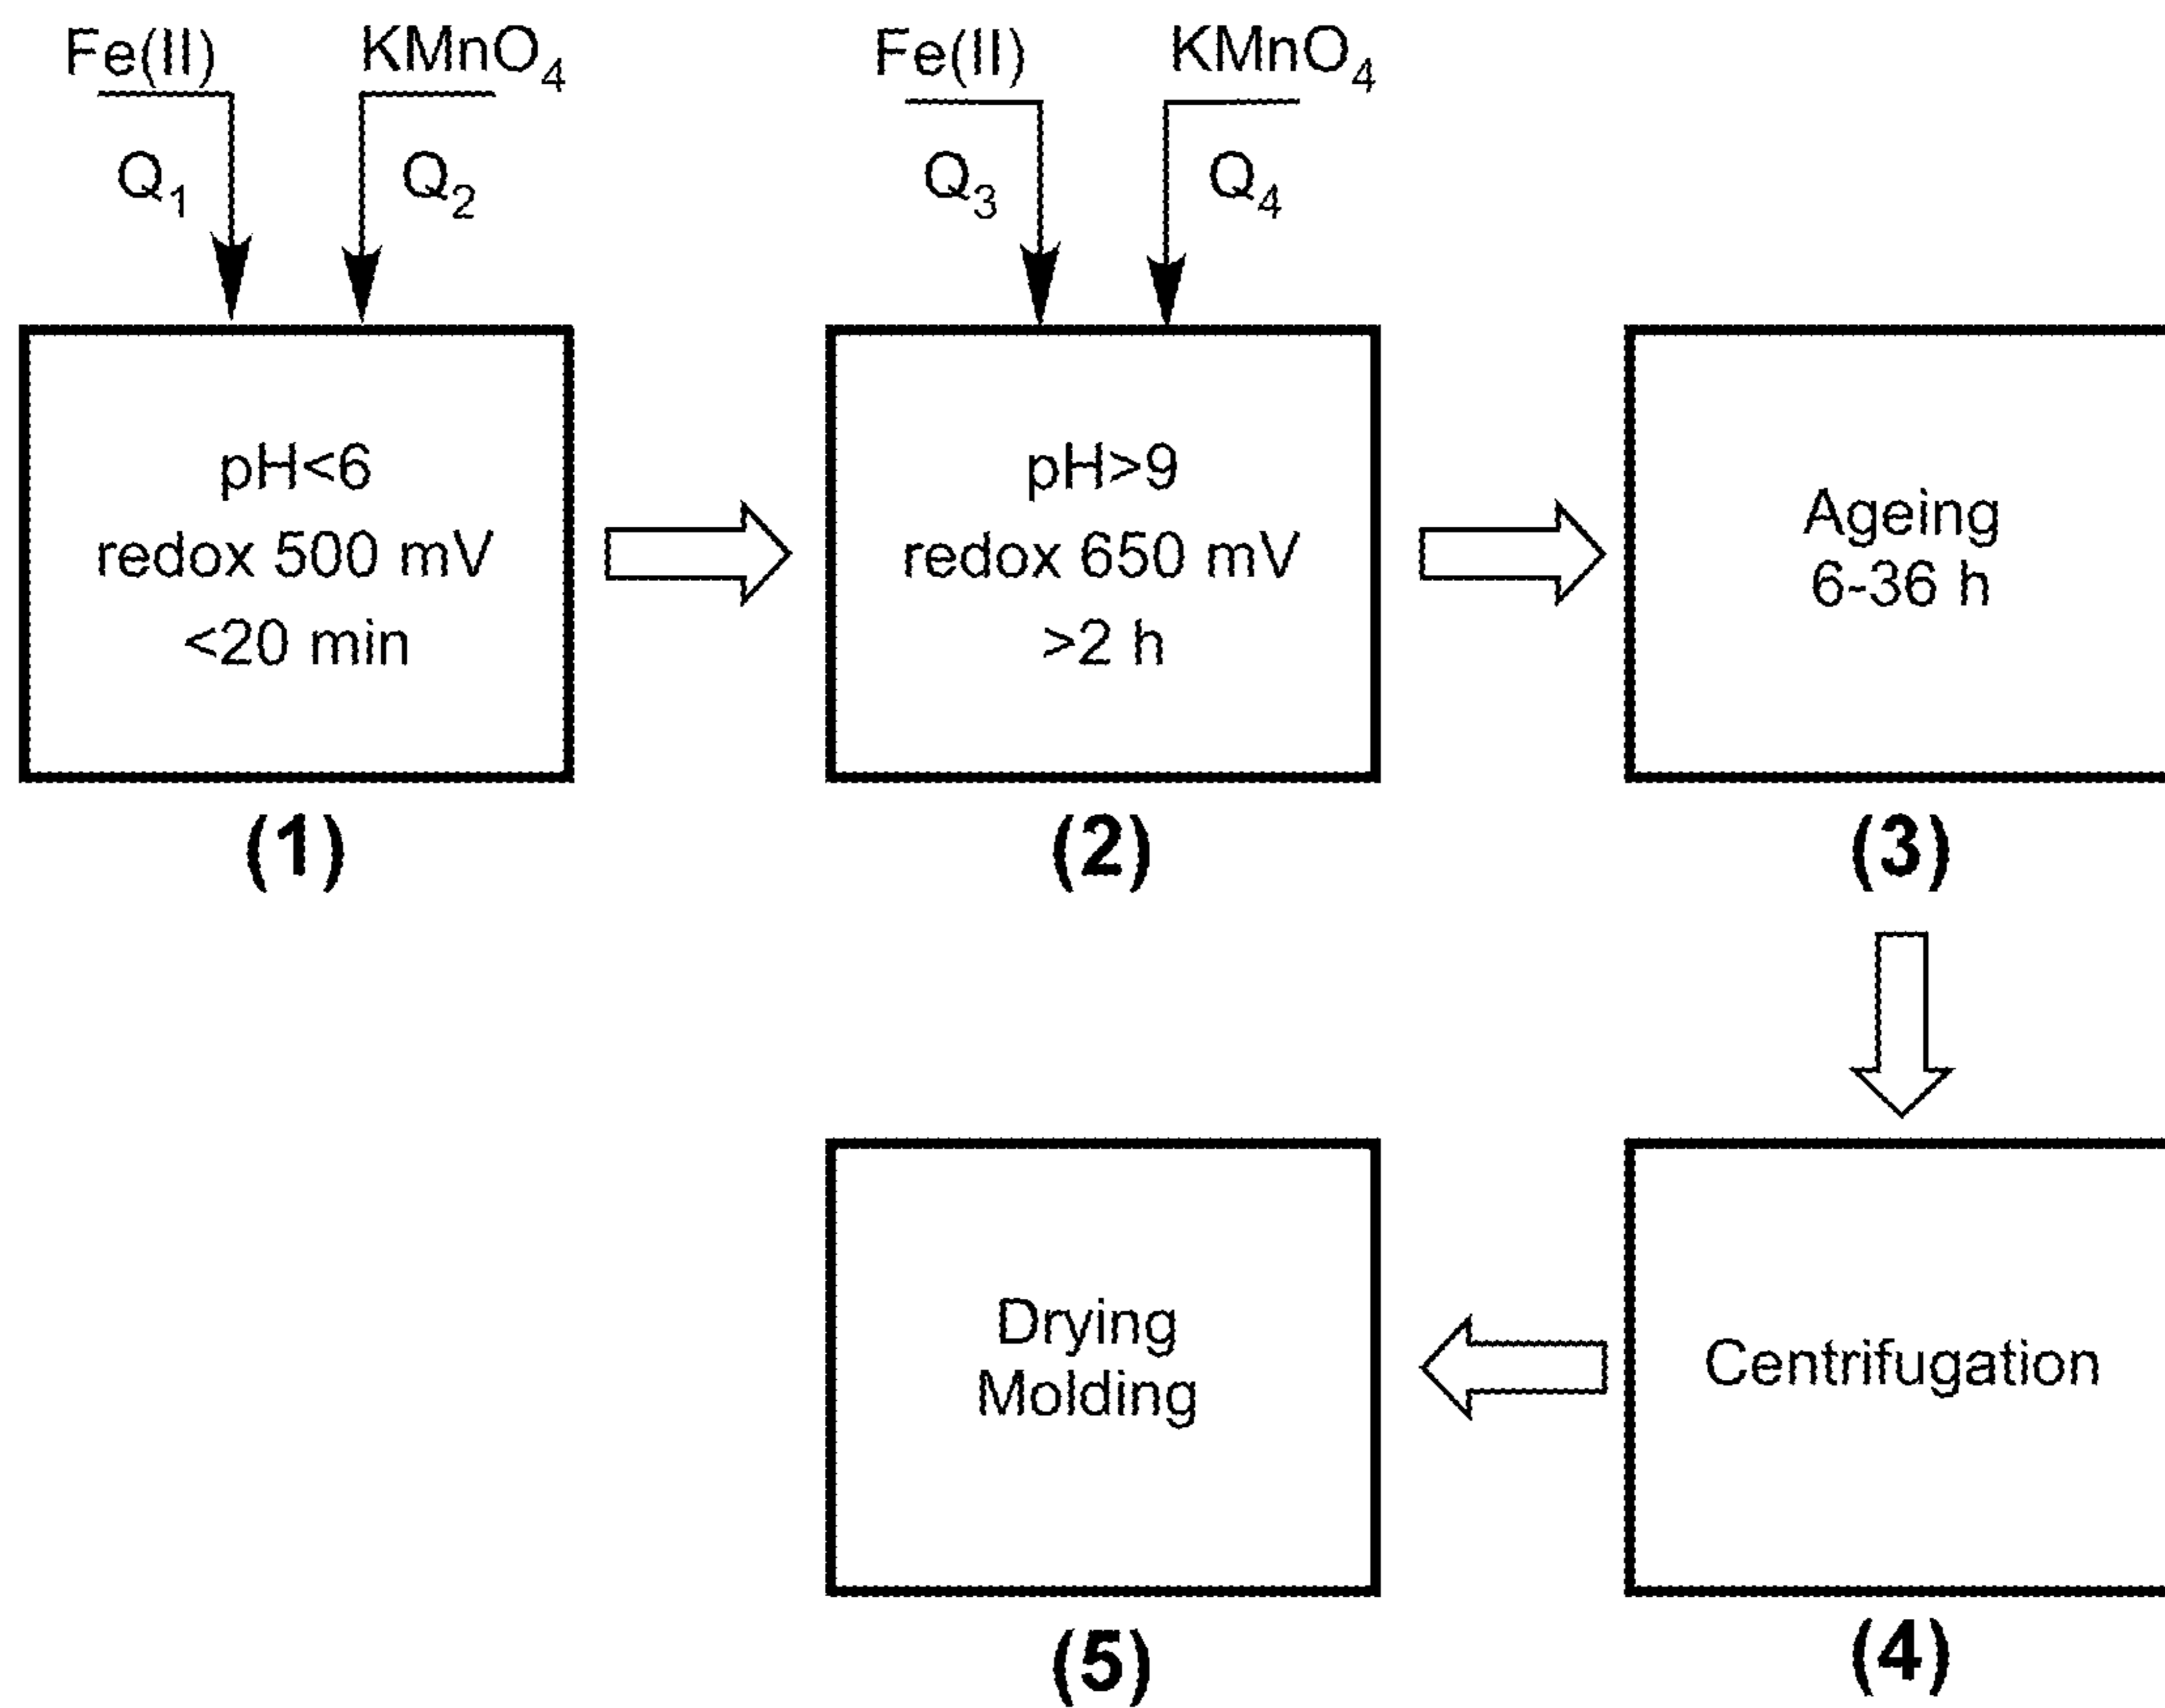 Fe(II) KMnO₄ Fe(II) KMnO₄
Q₁ Q₂ Q₃ Q₄
pH<6
redox 500 mV
<20 min
pH>9
redox 650 mV
>2 h
Ageing
6-36 h
(1) (2) (3)
Drying
Molding
Centrifugation
(5) (4)